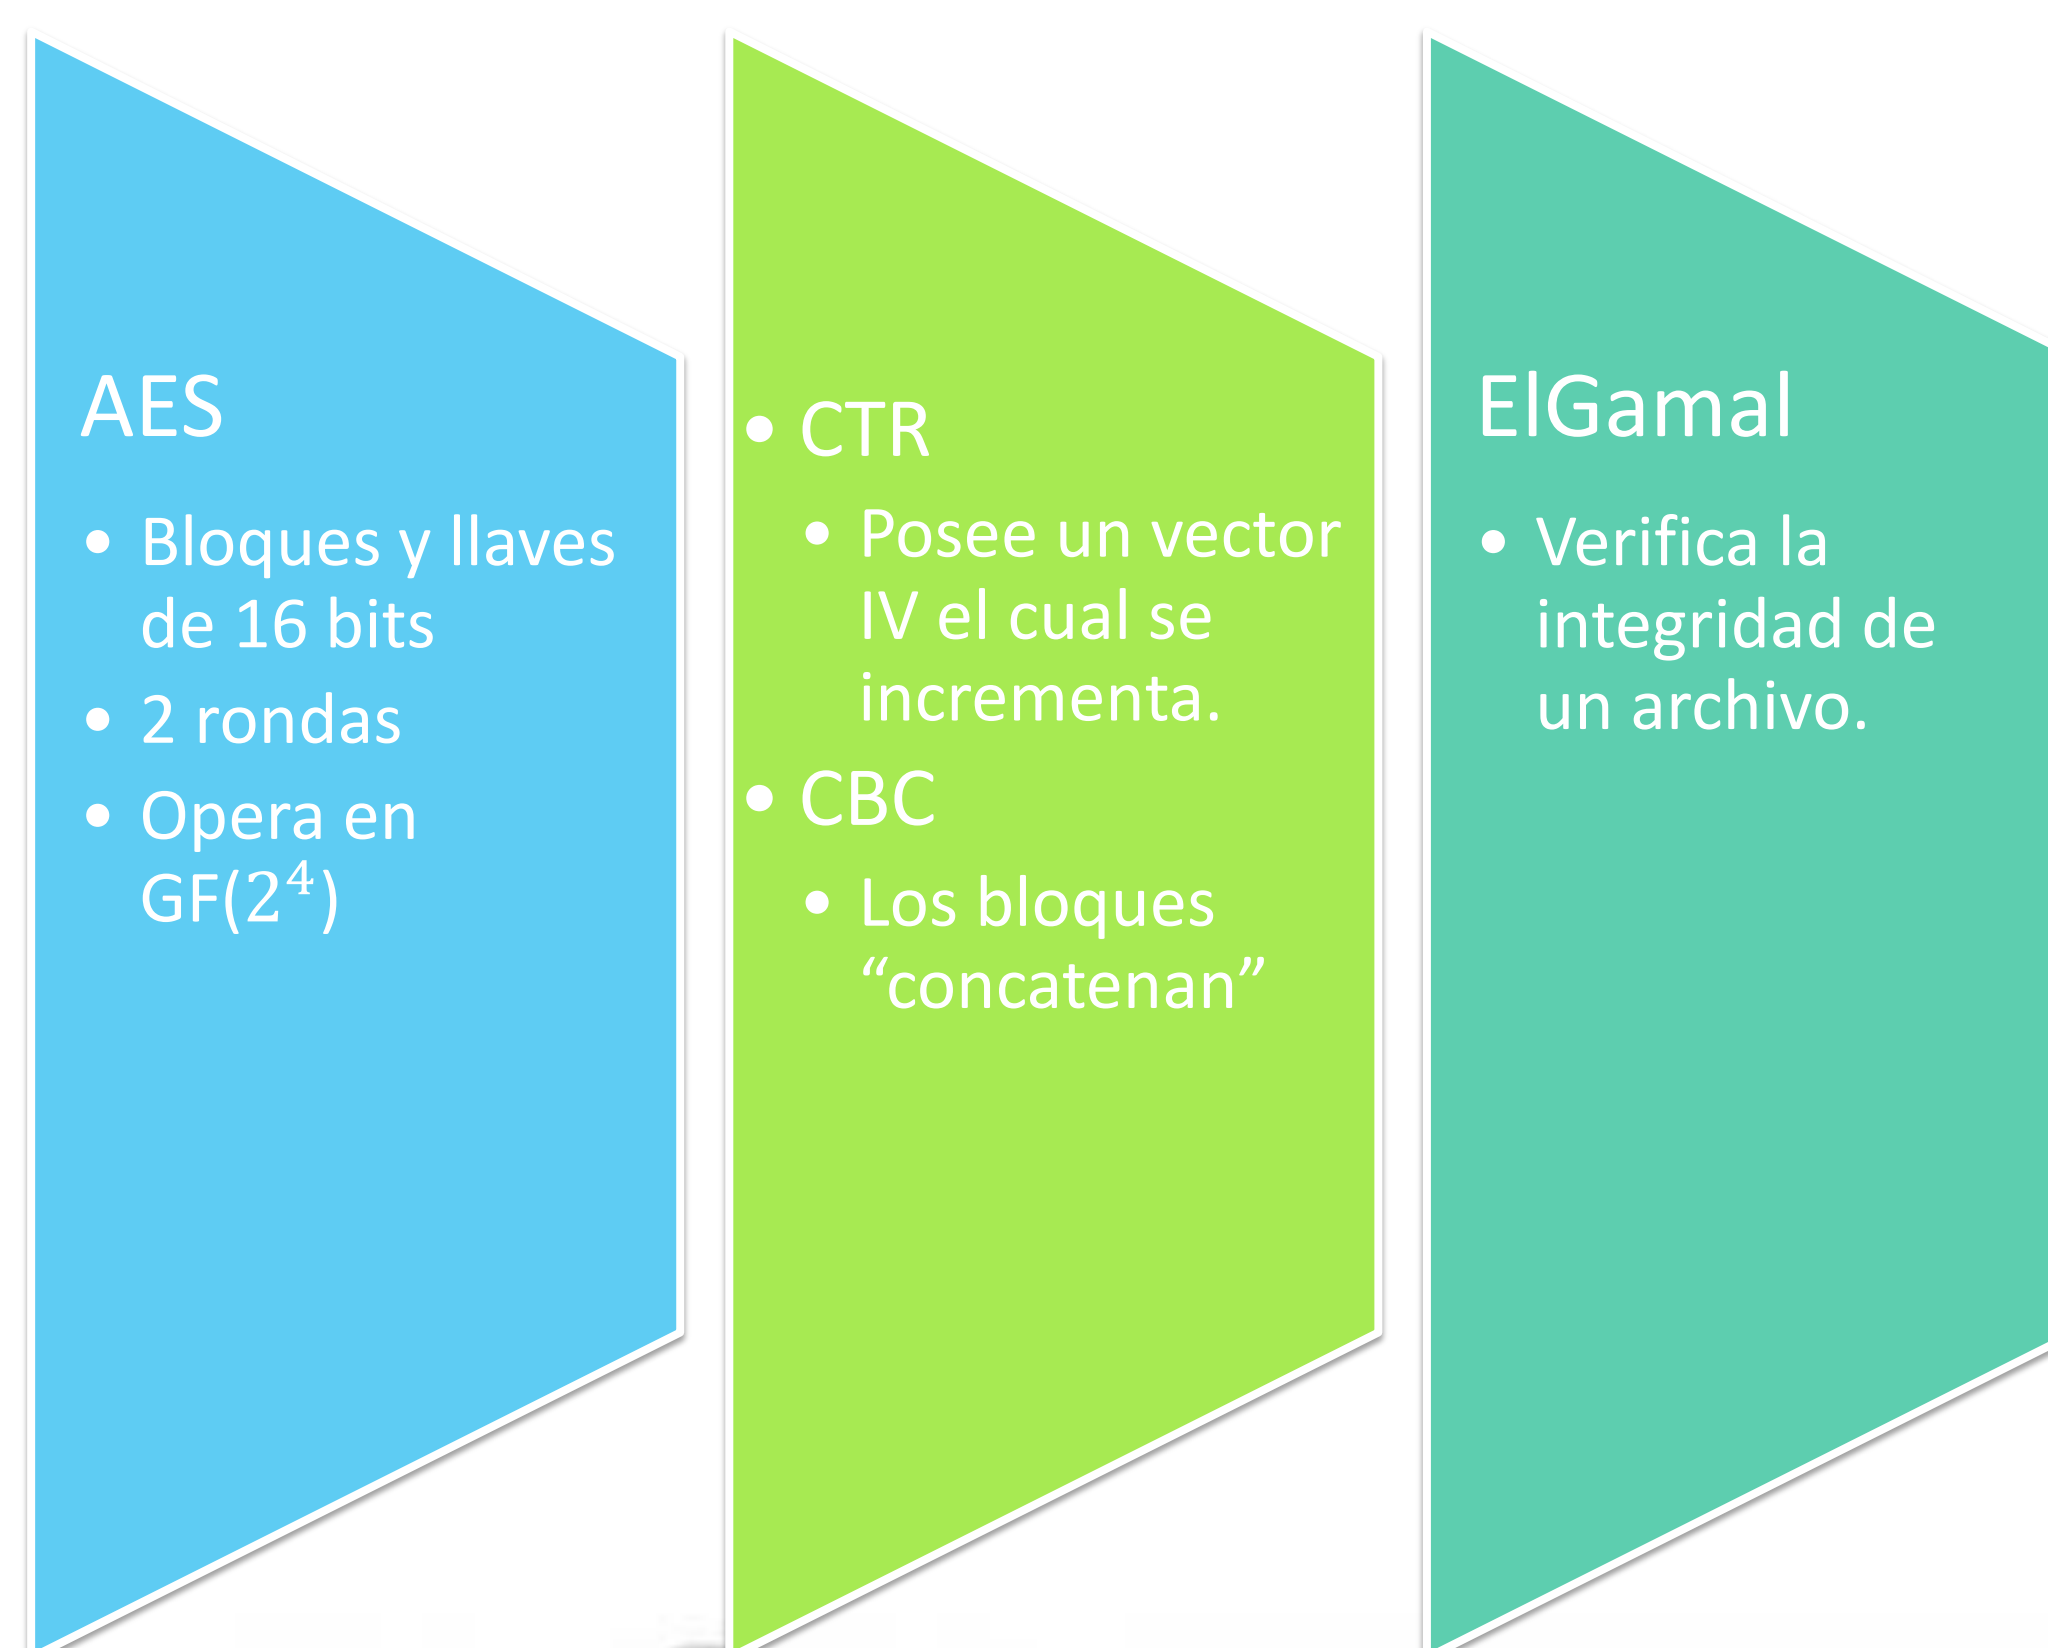 AES
• Bloques y llaves
de 16 bits
• 2 rondas
• Opera en
GF(2⁴)
• CTR
• Posee un vector
IV el cual se
incrementa.
• CBC
• Los bloques
“concatenan”
ElGamal
• Verifica la
integridad de
un archivo.